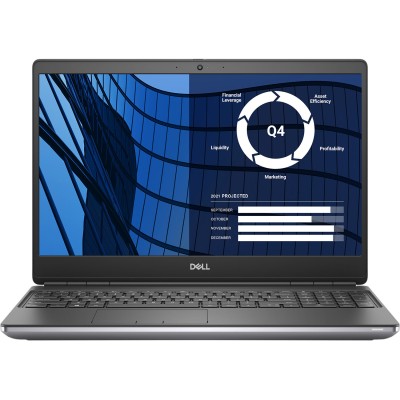 Financial
Leverage
Asset
Efficiency
Q4
Liquidity
Profitability
Marketing
2021 PROJECTED
SEPTEMBER
OCTOBER
NOVEMBER
DECEMBER
DELL